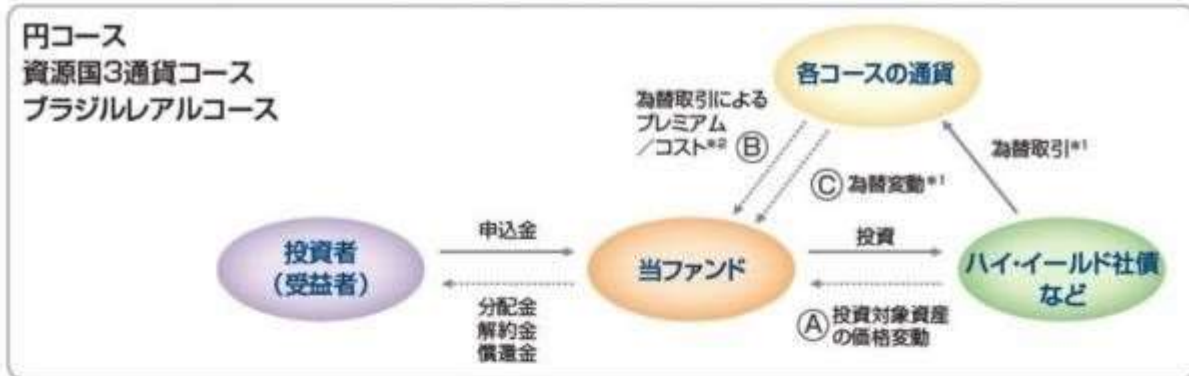 円コース
資源国3通貨コース
ブラジルレアルコース
各コースの通貨
為替取引による
プレミアム
／コスト*2 Ⓑ
Ⓒ 為替変動*1
為替取引*1
投資者
（受益者）
申込金
分配金
解約金
償還金
当ファンド
投資
Ⓐ 投資対象資産
の価格変動
ハイ・イールド社債
など